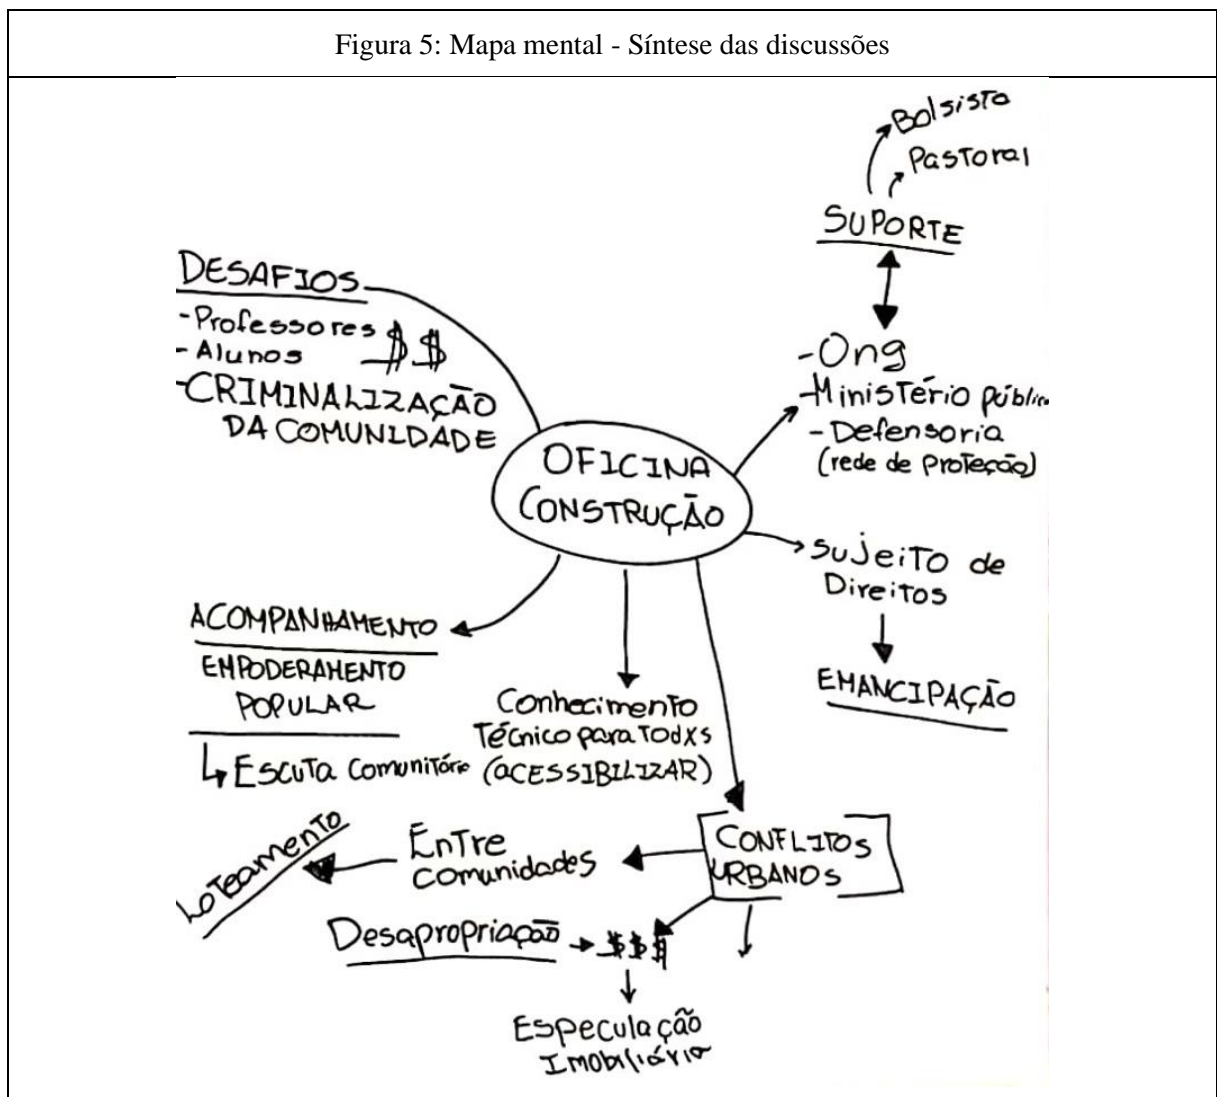 Figura 5: Mapa mental - Síntese das discussões
Bolsista
Pastoral
SUPORTE
DESAFIOS
-Professores $ $
- Alunos
-CRIMINALIZAÇÃO
DA COMUNIDADE
-Ong
-Ministério públic
- Defensoria
(rede de Proteção)
OFICINA
CONSTRUÇÃO
Sujeito de
Direitos
EMANCIPAÇÃO
ACOMPANHAMENTO
EMPODERAMENTO
POPULAR
Escuta Comunitária
Conhecimento
Técnico para Todxs
(ACESSIBILIZAR)
CONFLITOS
URBANOS
Entre
comunidades
Loteamento
Desapropriação
$$$
Especulação
Imobiliária